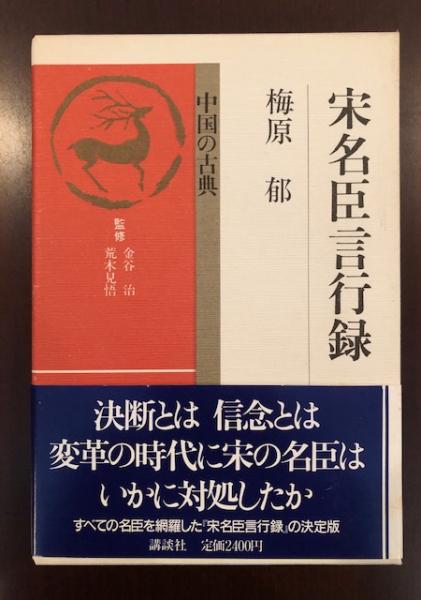 宋名臣言行録
梅原 郁
中国の古典
監修
金谷 治
荒木見悟
決断とは 信念とは
変革の時代に宋の名臣は
いかに対処したか
すべての名臣を網羅した『宋名臣言行録』の決定版
講談社 定価2400円